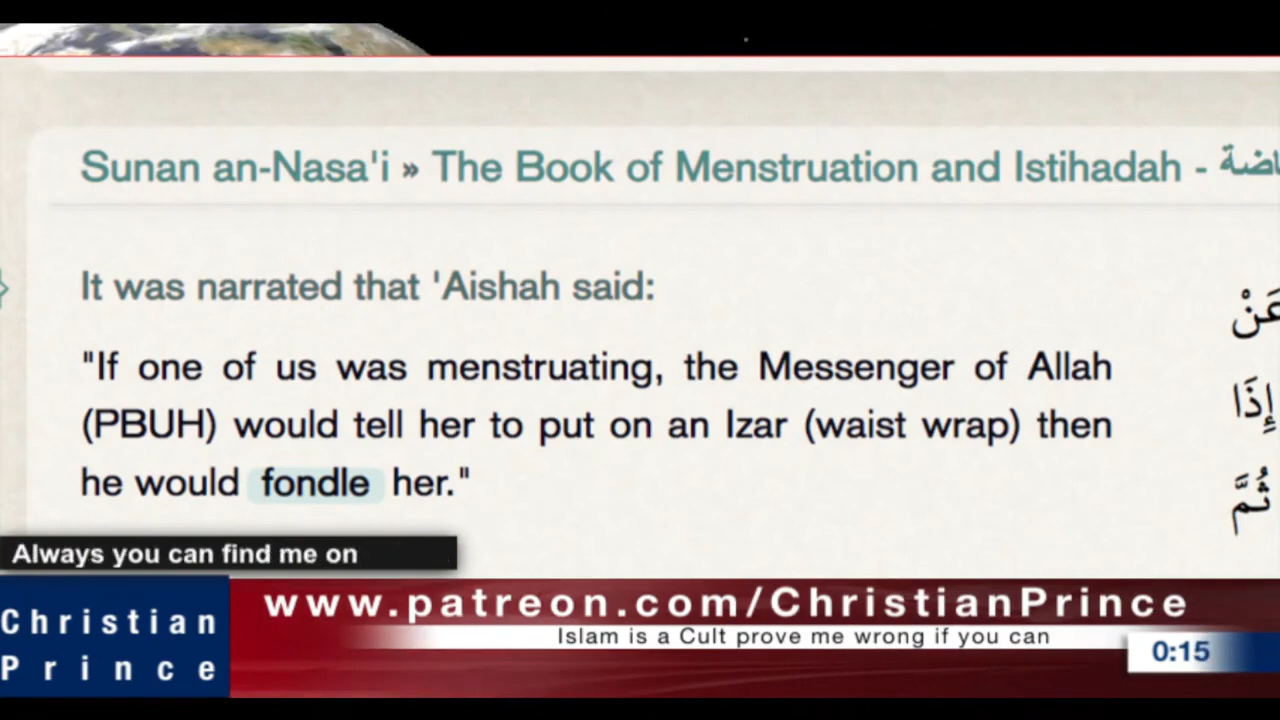 Sunan an-Nasa'i » The Book of Menstruation and Istihadah -
It was narrated that 'Aishah said:
عَنْ
"If one of us was menstruating, the Messenger of Allah
إِذَا
(PBUH) would tell her to put on an Izar (waist wrap) then
he would fondle her."
ثُمَّ
Always you can find me on
www.patreon.com/ChristianPrince
Christian
Prince
Islam is a Cult prove me wrong if you can
0:15